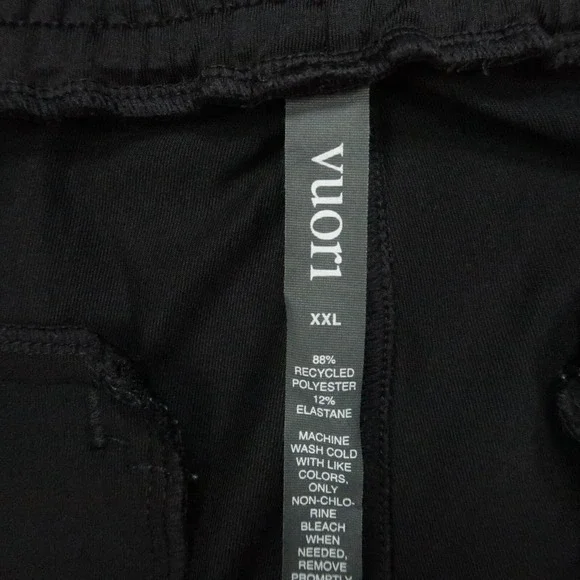 vuori
XXL
88%
RECYCLED
POLYESTER
12%
ELASTANE
MACHINE
WASH COLD
WITH LIKE
COLORS,
ONLY
NON-CHLO-
RINE
BLEACH
WHEN
NEEDED,
REMOVE
PROMPTLY